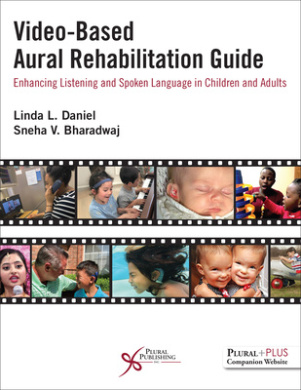 Video-Based
Aural Rehabilitation Guide
Enhancing Listening and Spoken Language in Children and Adults
Linda L. Daniel
Sneha V. Bharadwaj
PLURAL
PUBLISHING
INC.
PLURAL+PLUS
Companion Website